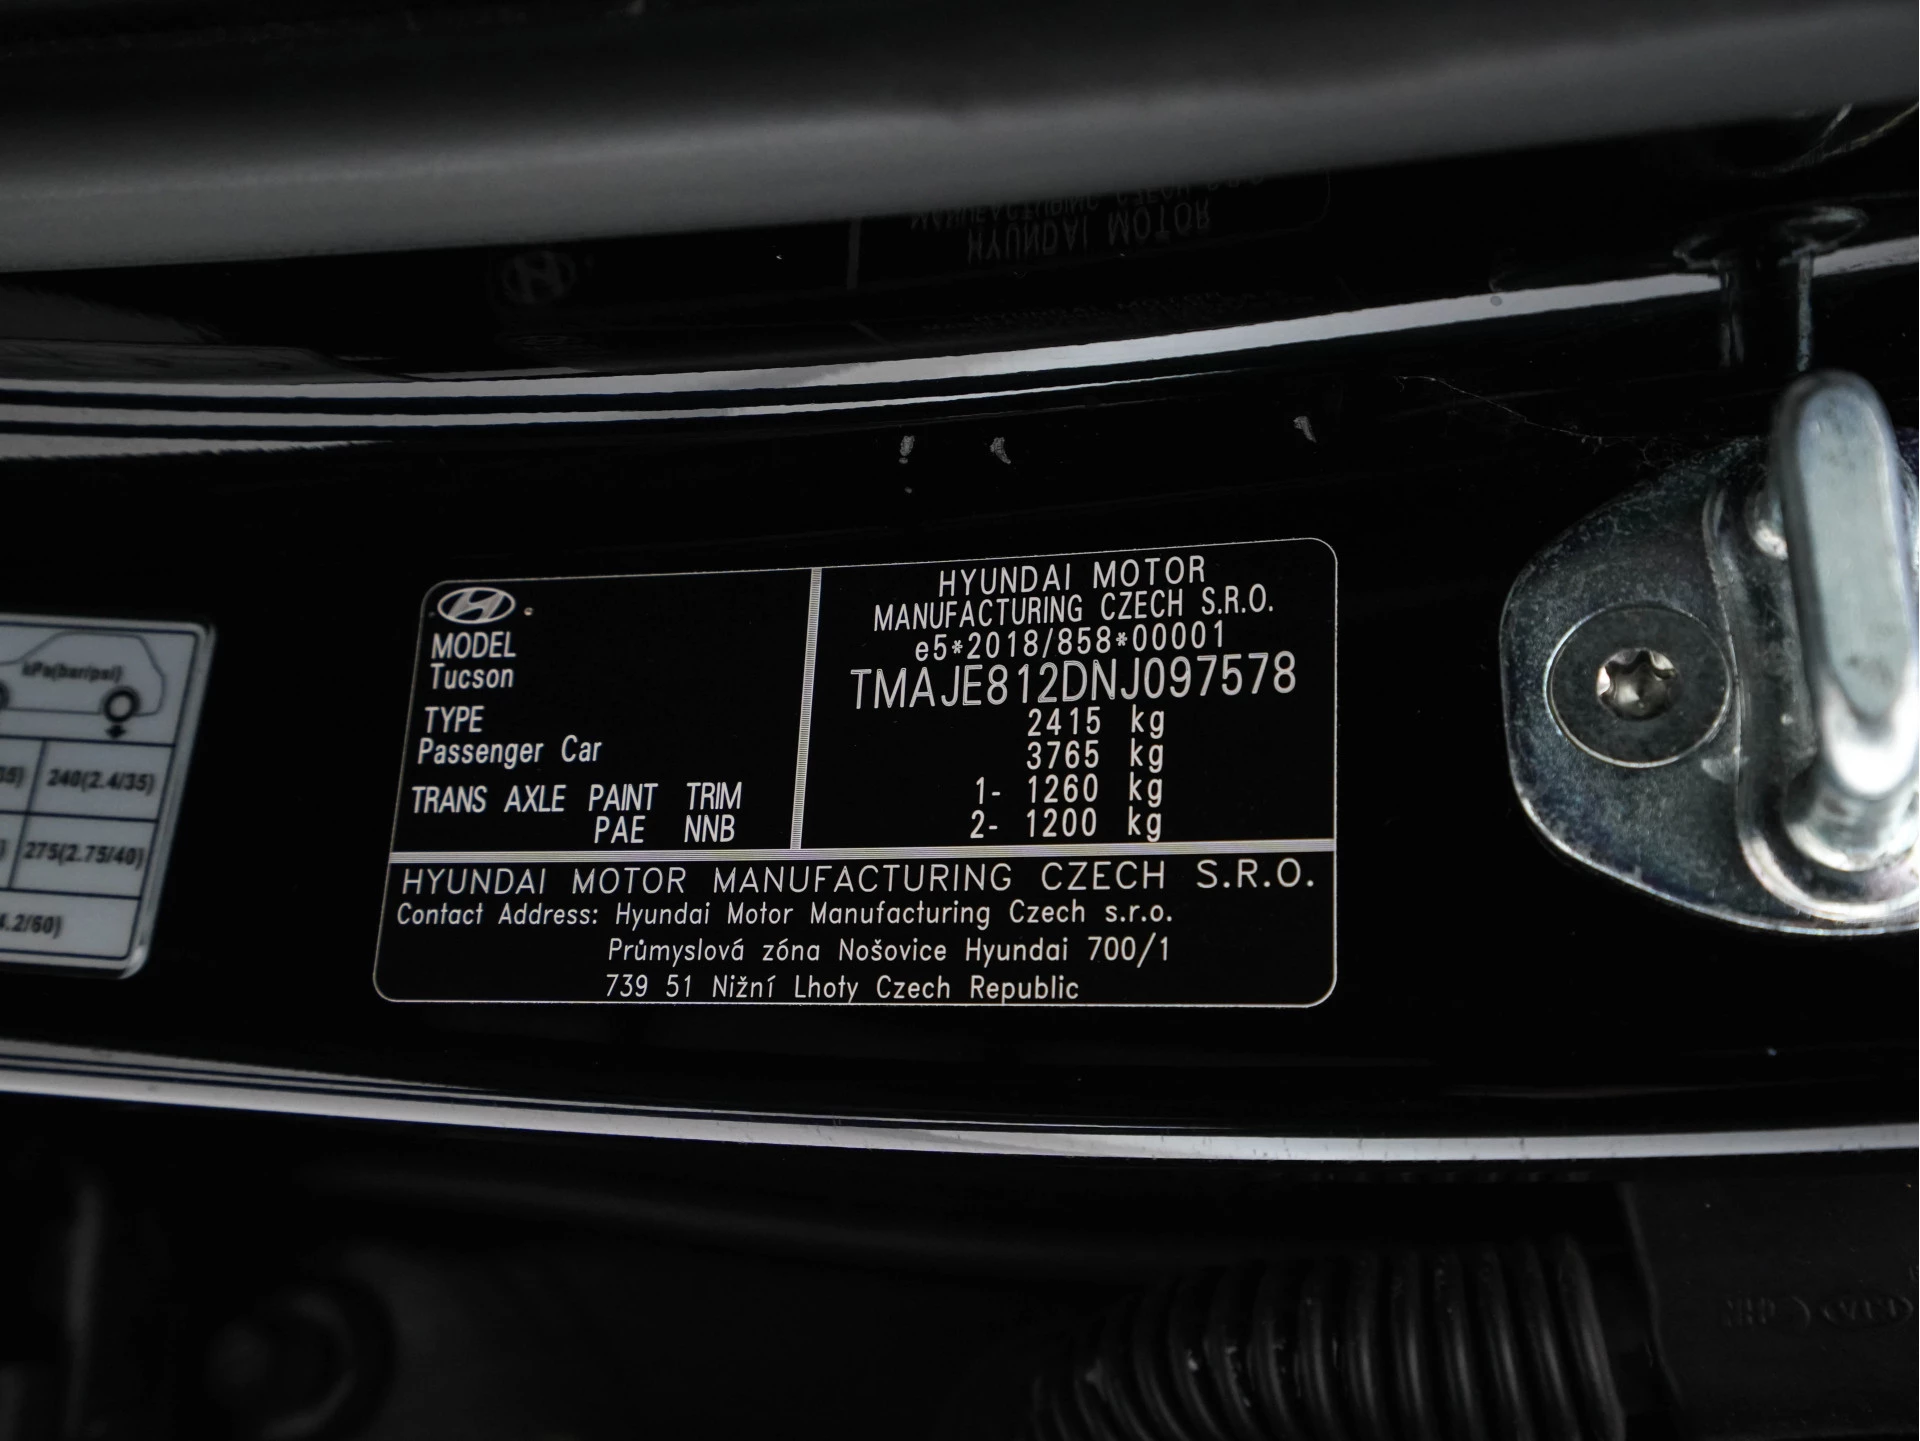 MODEL
Tucson
TYPE
Passenger Car
TRANS AXLE PAINT TRIM
PAE NNB
HYUNDAI MOTOR
MANUFACTURING CZECH S.R.O.
e5*2018/858*00001
TMAJE812DNJ097578
2415 kg
3765 kg
1- 1260 kg
2- 1200 kg
HYUNDAI MOTOR MANUFACTURING CZECH S.R.O.
Contact Address: Hyundai Motor Manufacturing Czech s.r.o.
Průmyslová zóna Nošovice Hyundai 700/1
739 51 Nižní Lhoty Czech Republic
kPa(bar/psi)
240(2.4/35)
275(2.75/40)